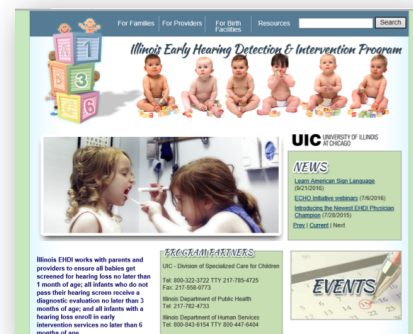 For Families
For Providers
For Birth
Facilities
Resources
Search
1
3
6
Illinois Early Hearing Detection & Intervention Program
UIC UNIVERSITY OF ILLINOIS
AT CHICAGO
NEWS
Learn American Sign Language
(9/21/2016)
ECHO Initiative webinars (7/6/2016)
Introducing the Newest EHDI Physician
Champion (7/28/2015)
Prev | Current | Next
Illinois EHDI works with parents and
providers to ensure all babies get
screened for hearing loss no later than
1 month of age; all infants who do not
pass their hearing screen receive a
diagnostic evaluation no later than 3
months of age; and all infants with a
hearing loss enroll in early
intervention services no later than 6
months of age
PROGRAM PARTNERS
UIC - Division of Specialized Care for Children
Tel: 800-322-3722 TTY 217-785-4725
Fax: 217-558-0773
Illinois Department of Public Health
Tel: 217-782-4733
Illinois Department of Human Services
Tel: 800-843-6154 TTY 800-447-6404
EVENTS